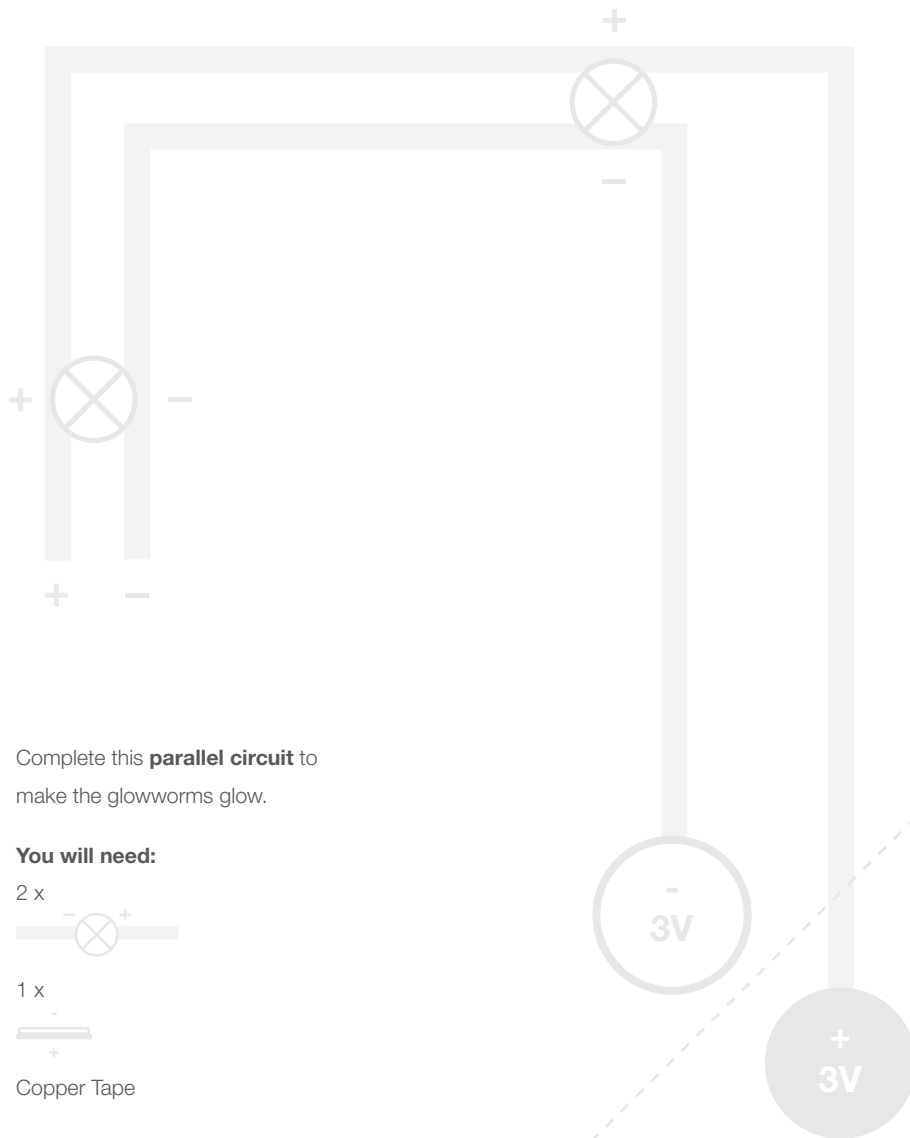 +
−
+ −
+ −
Complete this parallel circuit to
make the glowworms glow.
You will need:
2 x
− +
1 x
-
+
Copper Tape
-
3V
+
3V